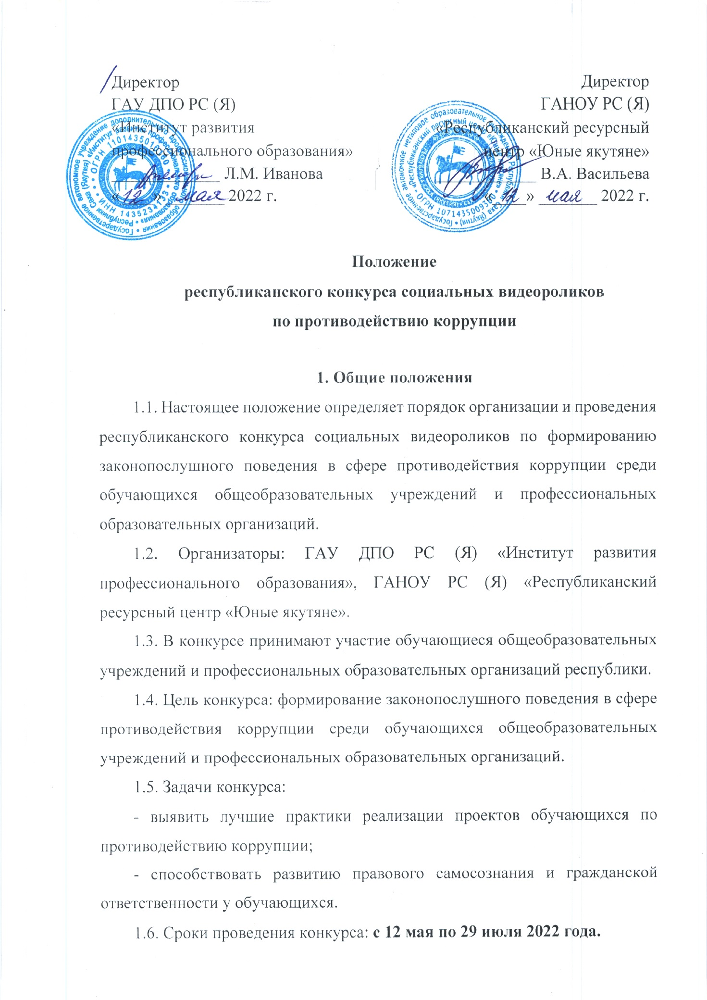 Директор
ГАУ ДПО РС (Я)
«Институт развития
профессионального образования»
Л.М. Иванова
«12» мая 2022 г.
Директор
ГАНОУ РС (Я)
«Республиканский ресурсный
центр «Юные якутяне»
В.А. Васильева
«12» мая 2022 г.
Положение
республиканского конкурса социальных видеороликов
по противодействию коррупции
1. Общие положения
1.1. Настоящее положение определяет порядок организации и проведения
республиканского конкурса социальных видеороликов по формированию
законопослушного поведения в сфере противодействия коррупции среди
обучающихся общеобразовательных учреждений и профессиональных
образовательных организаций.
1.2. Организаторы: ГАУ ДПО РС (Я) «Институт развития
профессионального образования», ГАНОУ РС (Я) «Республиканский
ресурсный центр «Юные якутяне».
1.3. В конкурсе принимают участие обучающиеся общеобразовательных
учреждений и профессиональных образовательных организаций республики.
1.4. Цель конкурса: формирование законопослушного поведения в сфере
противодействия коррупции среди обучающихся общеобразовательных
учреждений и профессиональных образовательных организаций.
1.5. Задачи конкурса:
- выявить лучшие практики реализации проектов обучающихся по
противодействию коррупции;
- способствовать развитию правового самосознания и гражданской
ответственности у обучающихся.
1.6. Сроки проведения конкурса: с 12 мая по 29 июля 2022 года.